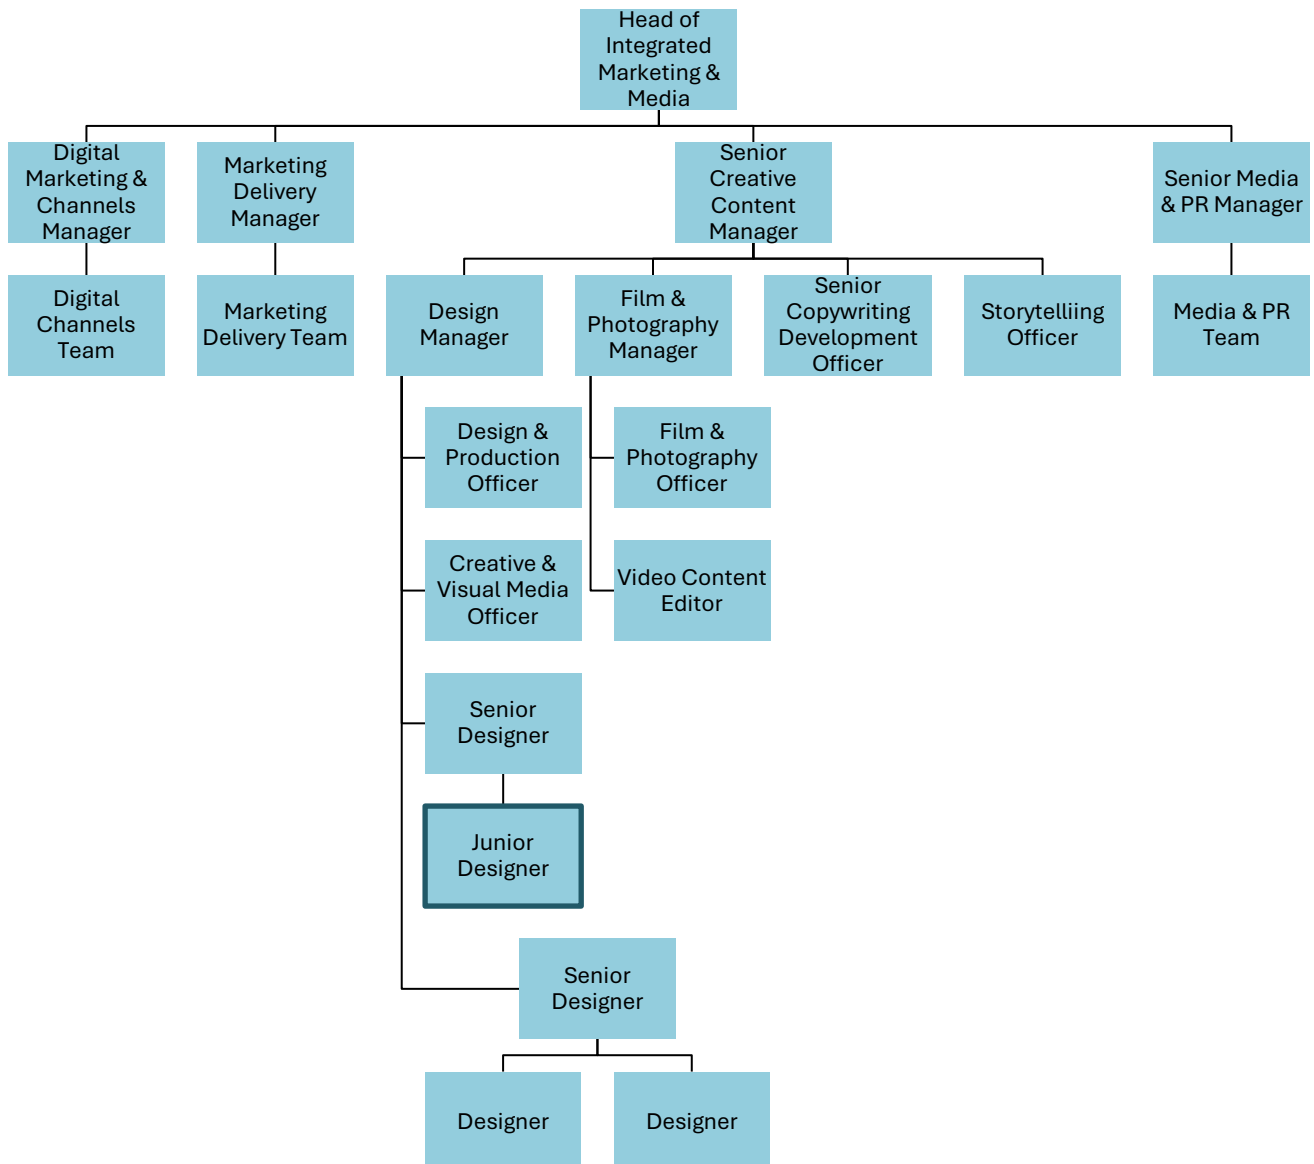 Head of
Integrated
Marketing &
Media
Digital
Marketing &
Channels
Manager
Marketing
Delivery
Manager
Senior
Creative
Content
Manager
Senior Media
& PR Manager
Digital
Channels
Team
Marketing
Delivery Team
Design
Manager
Film &
Photography
Manager
Senior
Copywriting
Development
Officer
Storytelliing
Officer
Media & PR
Team
Design &
Production
Officer
Film &
Photography
Officer
Creative &
Visual Media
Officer
Video Content
Editor
Senior
Designer
Junior
Designer
Senior
Designer
Designer
Designer